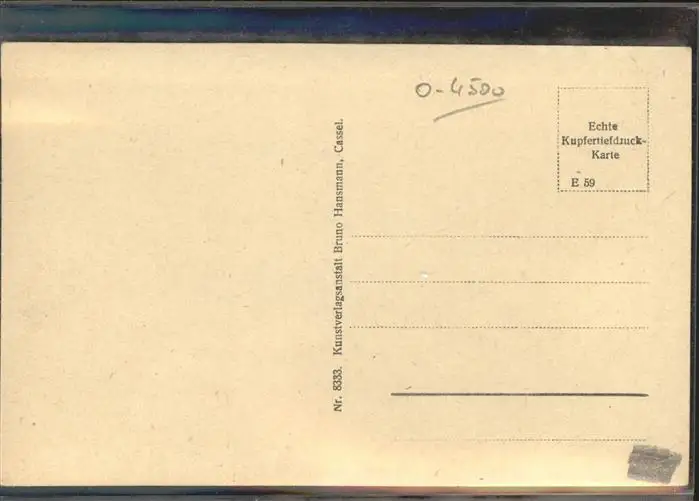 0-4500
Echte
Kupfertiefdruck-
Karte
E 59
Nr. 8333. Kunstverlagsanstalt Bruno Hansmann, Cassel.